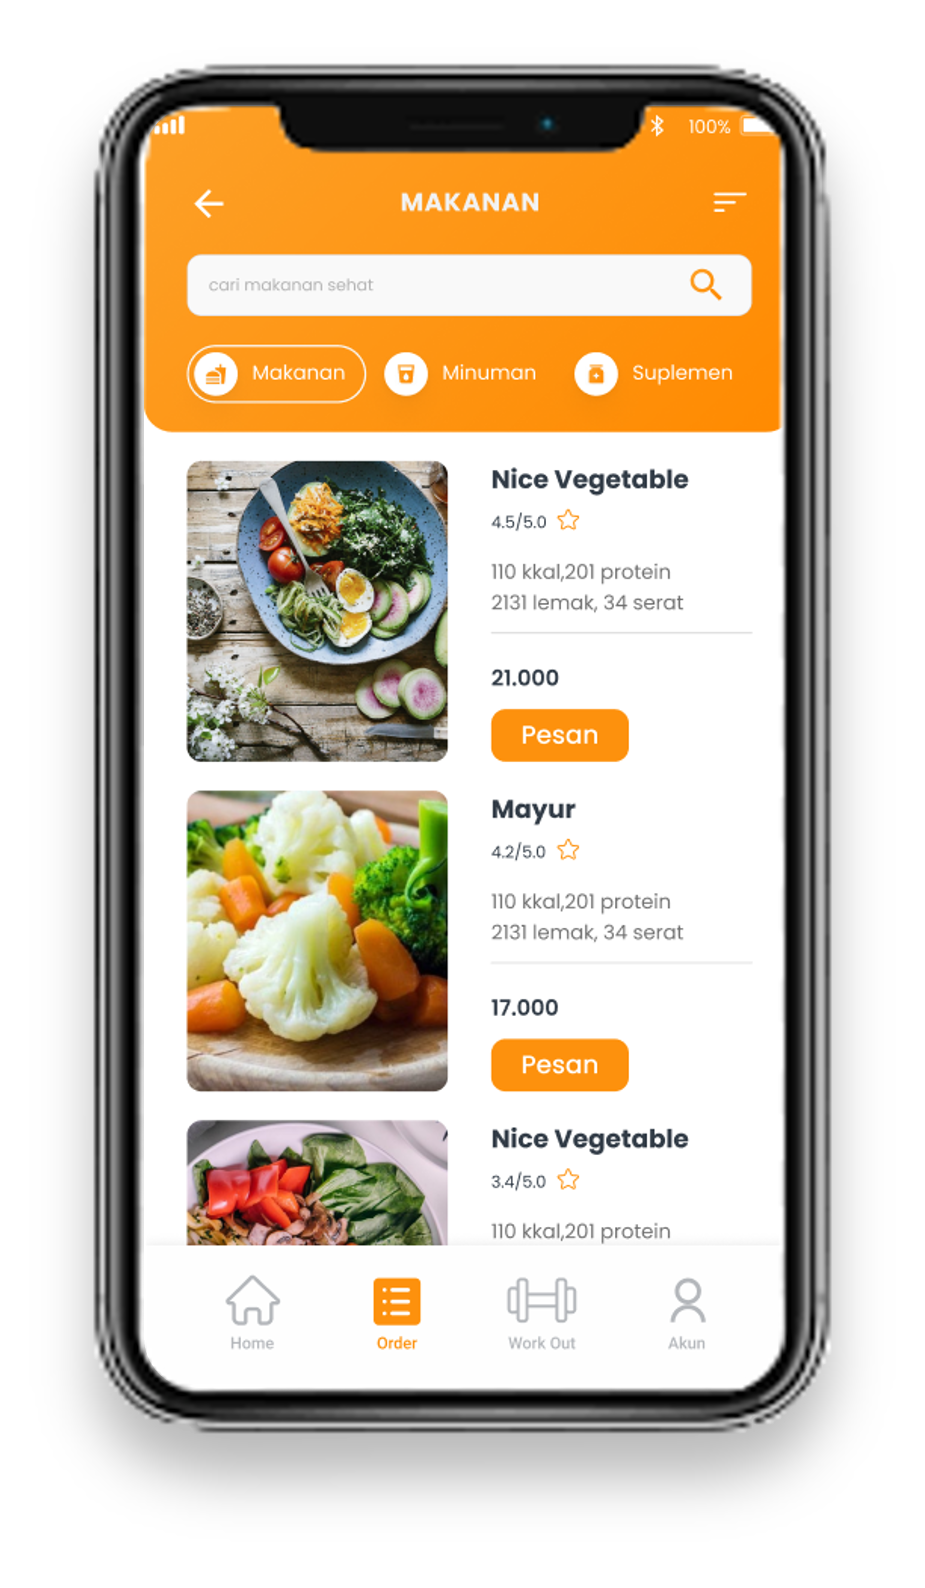 100%
MAKANAN
cari makanan sehat
Makanan
Minuman
Suplemen
Nice Vegetable
4.5/5.0
110 kkal,201 protein
2131 lemak, 34 serat
21.000
Pesan
Mayur
4.2/5.0
110 kkal,201 protein
2131 lemak, 34 serat
17.000
Pesan
Nice Vegetable
3.4/5.0
110 kkal,201 protein
Home
Order
Work Out
Akun